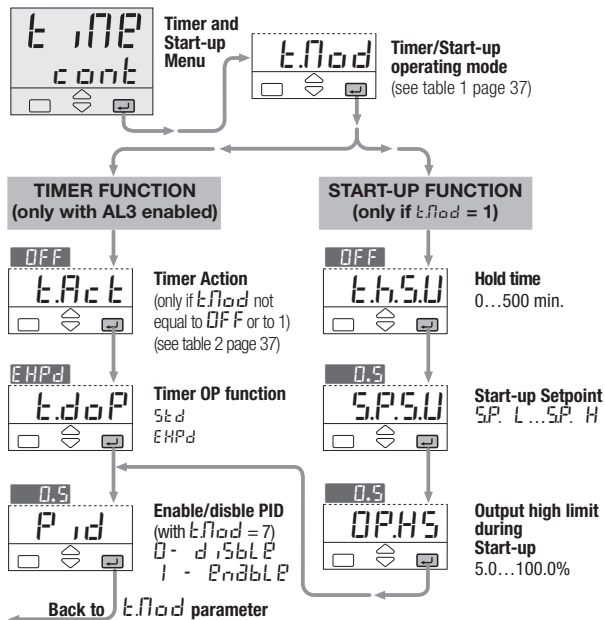 t iME
cont
Timer and
Start-up
Menu
t.Mod
Timer/Start-up
operating mode
(see table 1 page 37)
TIMER FUNCTION
(only with AL3 enabled)
START-UP FUNCTION
(only if t.Mod = 1)
OFF
t.Act
Timer Action
(only if t.Mod not
equal to OFF or to 1)
(see table 2 page 37)
OFF
t.h.S.U
Hold time
0...500 min.
EHPd
t.doP
Timer OP function
Std
EHPd
0.5
S.P.S.U
Start-up Setpoint
S.P. L ...S.P. H
0.5
P id
Enable/disble PID
(with t.Mod = 7)
0- diSbLE
1 - EnabLE
0.5
OP.HS
Output high limit
during
Start-up
5.0...100.0%
Back to t.Mod parameter